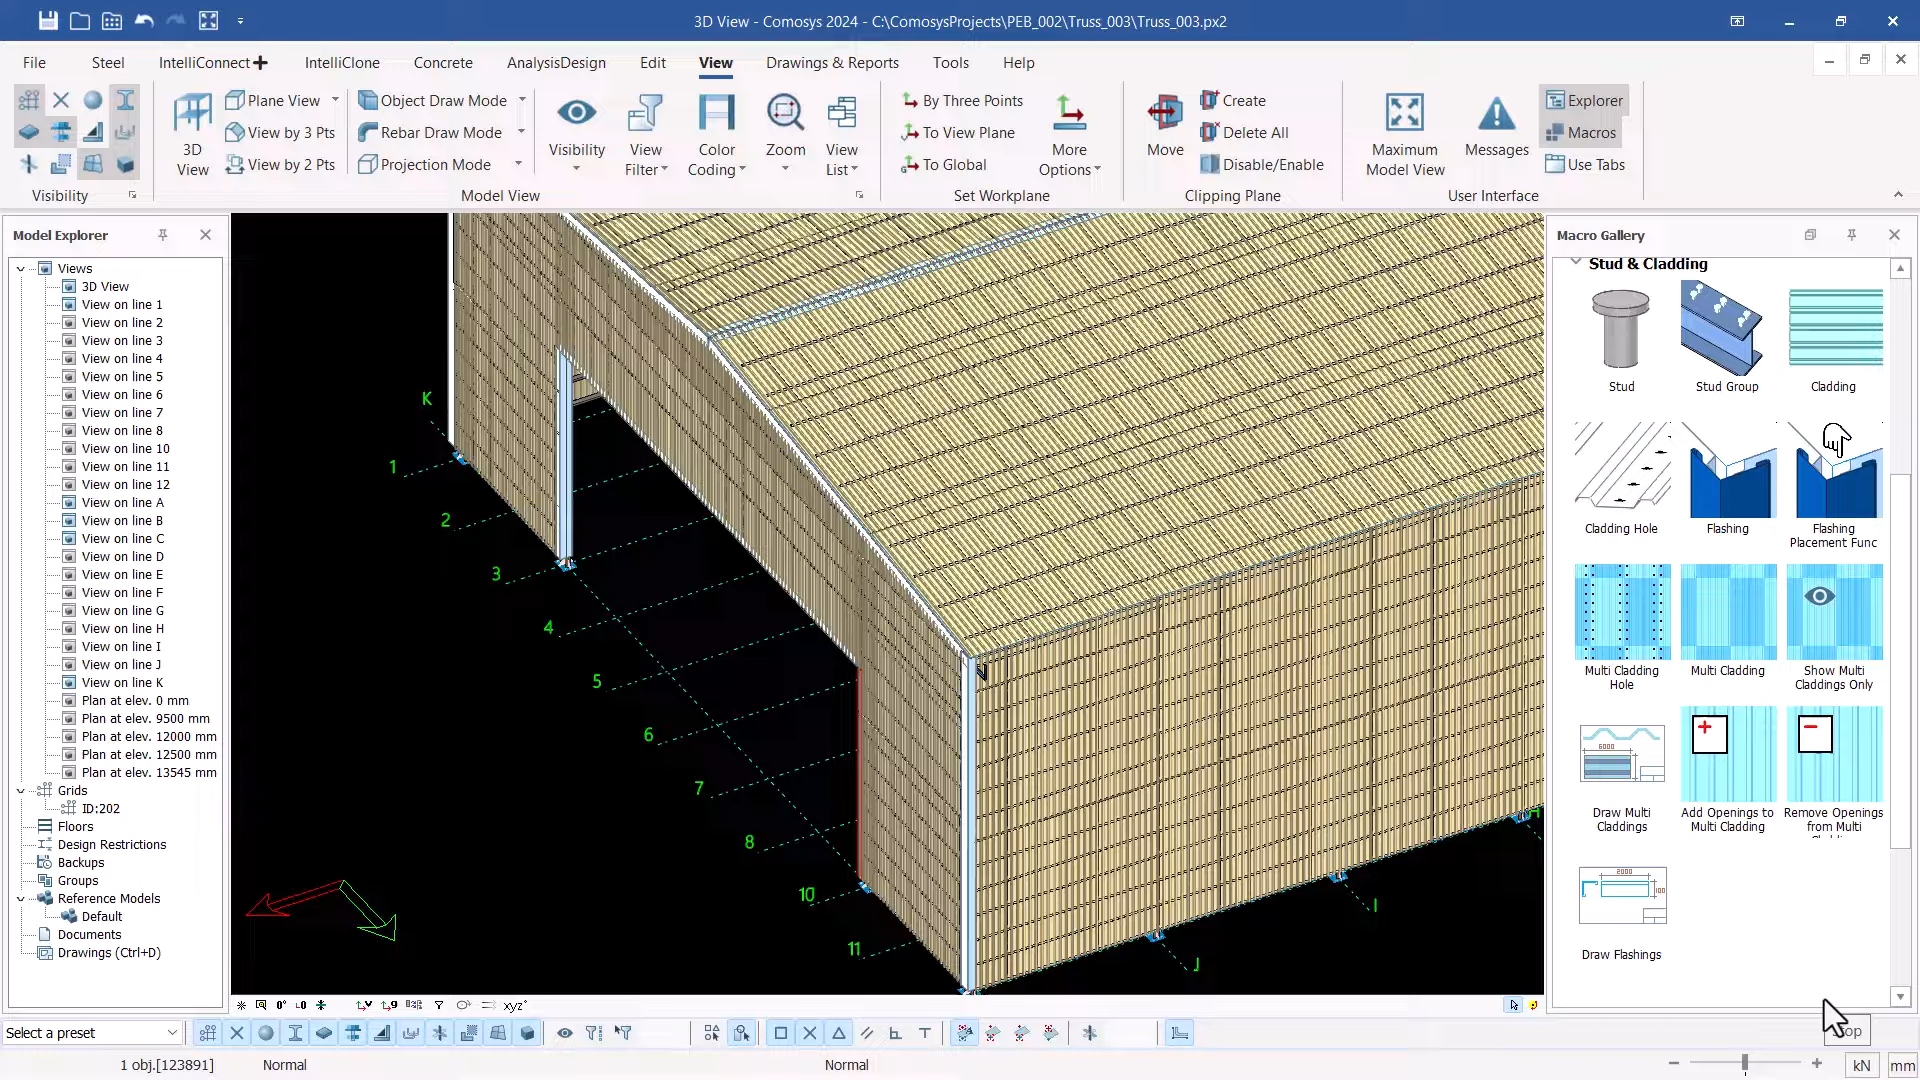 3D View - Comosys 2024 - C:\ComosysProjects\PEB_002\Truss_003\Truss_003.px2
File Steel IntelliConnect+ IntelliClone Concrete AnalysisDesign Edit View Drawings & Reports Tools Help
3D
View
Plane View
View by 3 Pts
View by 2 Pts
Object Draw Mode
Rebar Draw Mode
Projection Mode
Visibility
View
Filter
Color
Coding
Zoom
View
List
By Three Points
To View Plane
To Global
More
Options
Move
Create
Delete All
Disable/Enable
Maximum
Model View
Messages
Explorer
Macros
Use Tabs
Visibility
Model View
Set Workplane
Clipping Plane
User Interface
Model Explorer
Views
3D View
View on line 1
View on line 2
View on line 3
View on line 4
View on line 5
View on line 6
View on line 7
View on line 8
View on line 10
View on line 11
View on line 12
View on line A
View on line B
View on line C
View on line D
View on line E
View on line F
View on line G
View on line H
View on line I
View on line J
View on line K
Plan at elev. 0 mm
Plan at elev. 9500 mm
Plan at elev. 12000 mm
Plan at elev. 12500 mm
Plan at elev. 13545 mm
Grids
ID:202
Floors
Design Restrictions
Backups
Groups
Reference Models
Default
Documents
Drawings (Ctrl+D)
K
1
2
3
4
5
6
7
8
10
11
J
I
H
xyz
Macro Gallery
Stud & Cladding
Stud
Stud Group
Cladding
Cladding Hole
Flashing
Flashing
Placement Func
Multi Cladding
Hole
Multi Cladding
Show Multi
Claddings Only
6000
Draw Multi
Claddings
Add Openings to
Multi Cladding
Remove Openings
from Multi
2000
100
Draw Flashings
Select a preset
1 obj.[123891]
Normal
Normal
kN
mm